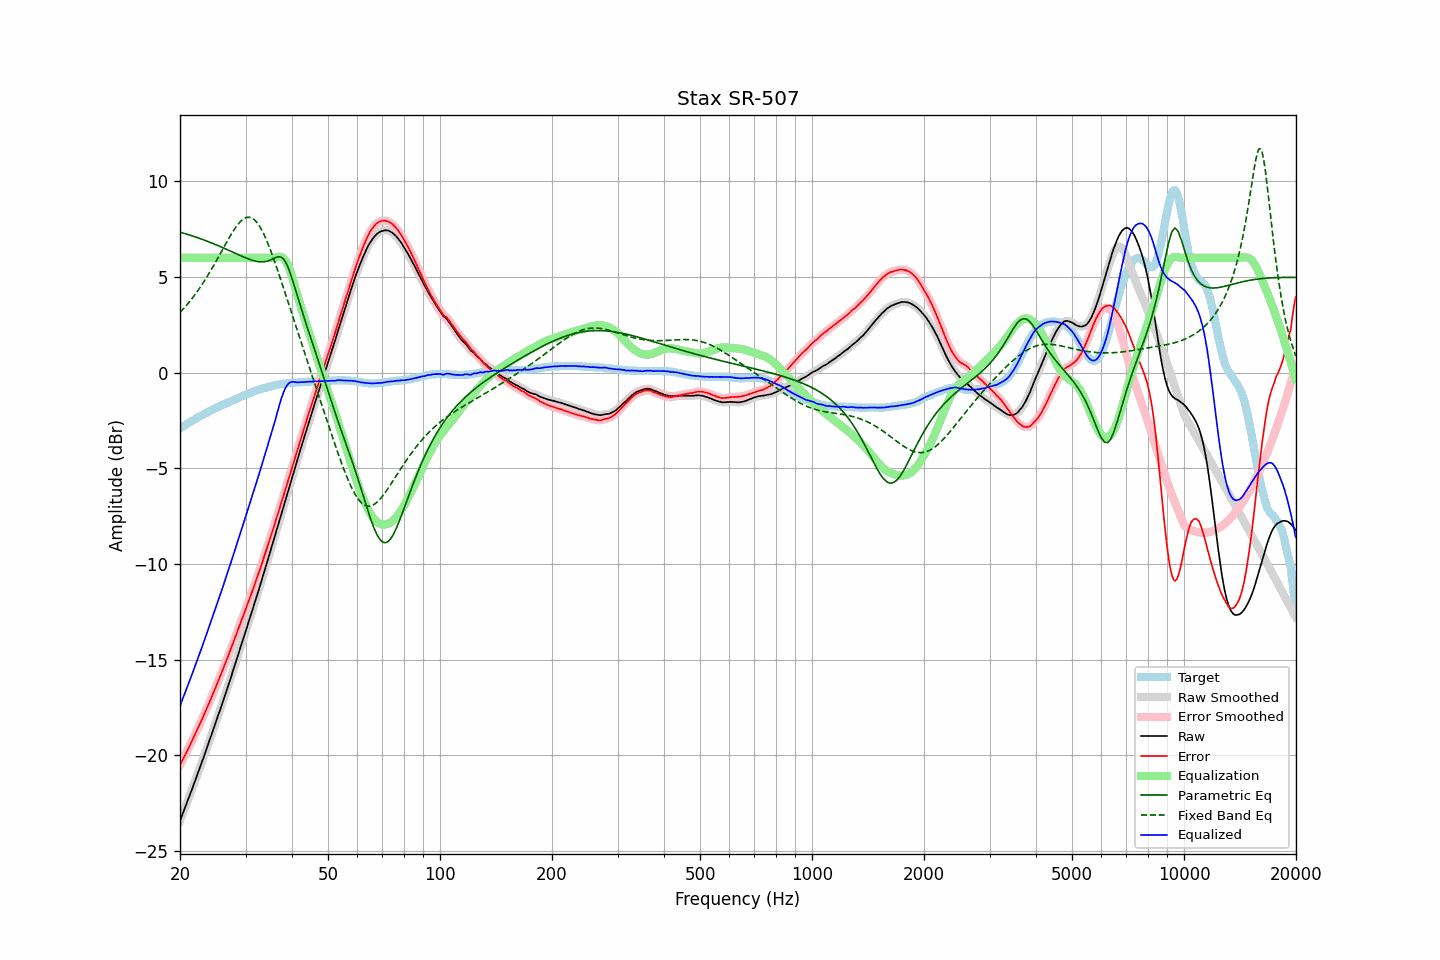 Stax SR-507
Amplitude (dBr)
10
5
0
−5
−10
−15
−20
−25
20
50
100
200
500
1000
2000
5000
10000
20000
Frequency (Hz)
Target
Raw Smoothed
Error Smoothed
Raw
Error
Equalization
Parametric Eq
Fixed Band Eq
Equalized